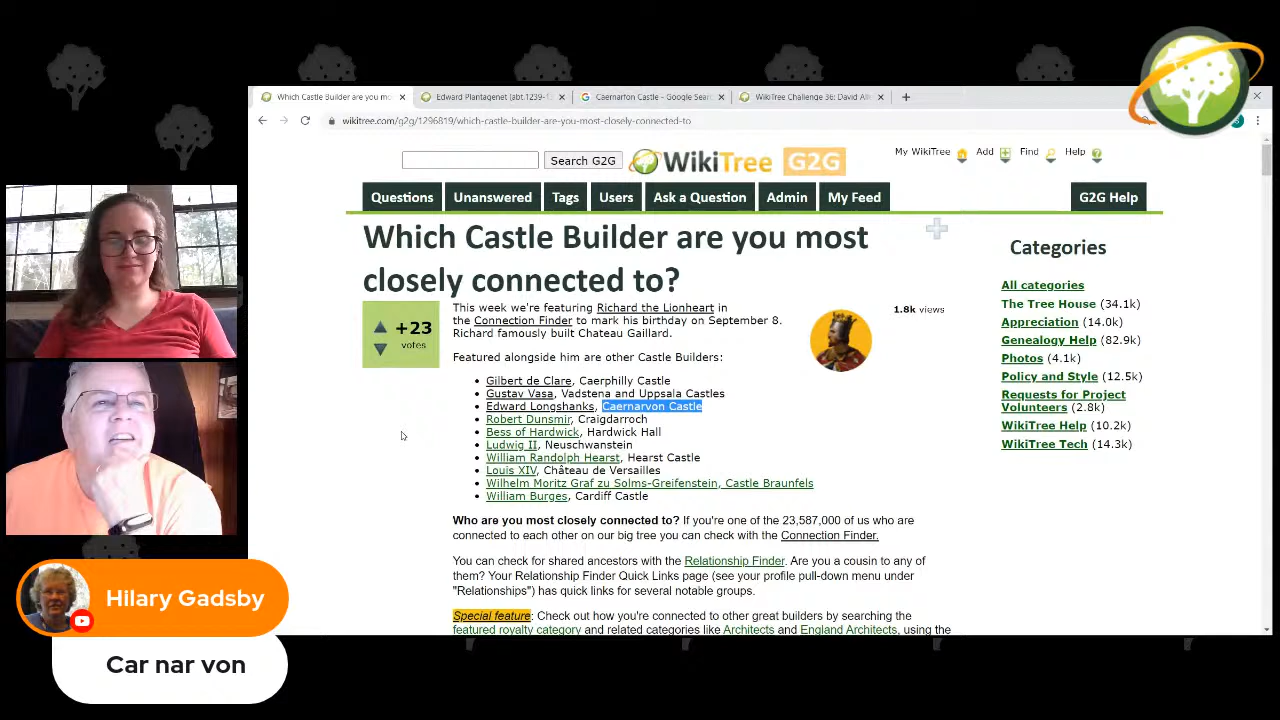 Which Castle Builder are you mo
Edward Plantagenet (abt.1239-1
Caernarfon Castle - Google Sear
WikiTree Challenge 36: David All
wikitree.com/g2g/1296819/which-castle-builder-are-you-most-closely-connected-to
Search G2G
WikiTree G2G
My WikiTree
Add
Find
Help
Questions
Unanswered
Tags
Users
Ask a Question
Admin
My Feed
G2G Help
Which Castle Builder are you most
closely connected to?
+23
votes
This week we're featuring Richard the Lionheart in
the Connection Finder to mark his birthday on September 8.
Richard famously built Chateau Gaillard.
1.8k views
Featured alongside him are other Castle Builders:
Gilbert de Clare, Caerphilly Castle
Gustav Vasa, Vadstena and Uppsala Castles
Edward Longshanks, Caernarvon Castle
Robert Dunsmir, Craigdarroch
Bess of Hardwick, Hardwick Hall
Ludwig II, Neuschwanstein
William Randolph Hearst, Hearst Castle
Louis XIV, Château de Versailles
Wilhelm Moritz Graf zu Solms-Greifenstein, Castle Braunfels
William Burges, Cardiff Castle
Who are you most closely connected to? If you're one of the 23,587,000 of us who are
connected to each other on our big tree you can check with the Connection Finder.
You can check for shared ancestors with the Relationship Finder. Are you a cousin to any of
them? Your Relationship Finder Quick Links page (see your profile pull-down menu under
"Relationships") has quick links for several notable groups.
Special feature: Check out how you're connected to other great builders by searching the
featured royalty category and related categories like Architects and England Architects, using the
Categories
All categories
The Tree House (34.1k)
Appreciation (14.0k)
Genealogy Help (82.9k)
Photos (4.1k)
Policy and Style (12.5k)
Requests for Project
Volunteers (2.8k)
WikiTree Help (10.2k)
WikiTree Tech (14.3k)
Hilary Gadsby
Car nar von